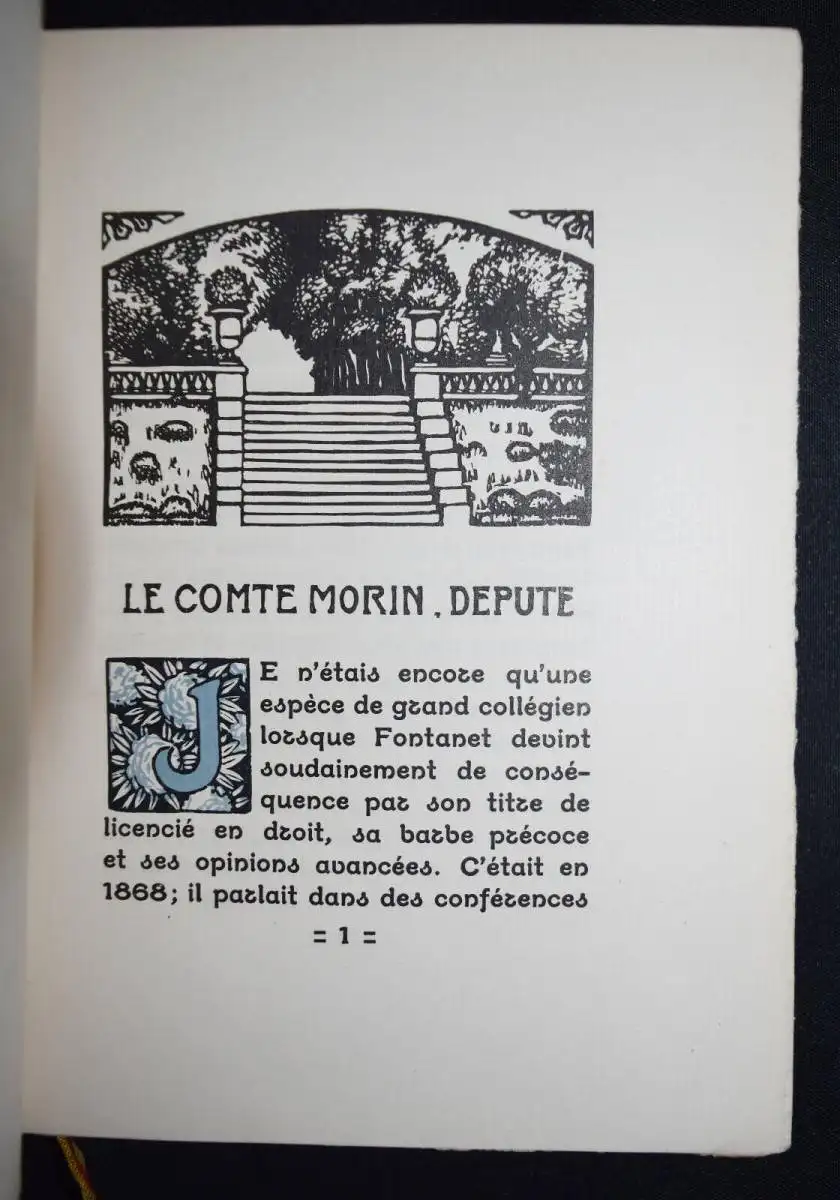 LE COMTE MORIN, DEPUTE
JE n'étais encore qu'une
espèce de grand collégien
lorsque Fontanet devint
soudainement de consé-
quence par son titre de
licencié en droit, sa barbe précoce
et ses opinions avancées. C'était en
1868; il parlait dans des conférences
= 1 =